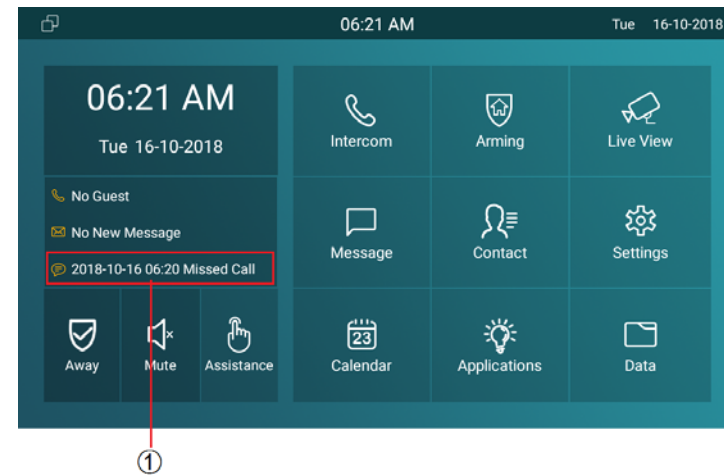 06:21 AM Tue 16-10-2018
06:21 AM
Tue 16-10-2018
No Guest
No New Message
2018-10-16 06:20 Missed Call
Away Mute Assistance
Intercom Arming Live View
Message Contact Settings
23
Calendar Applications Data
①